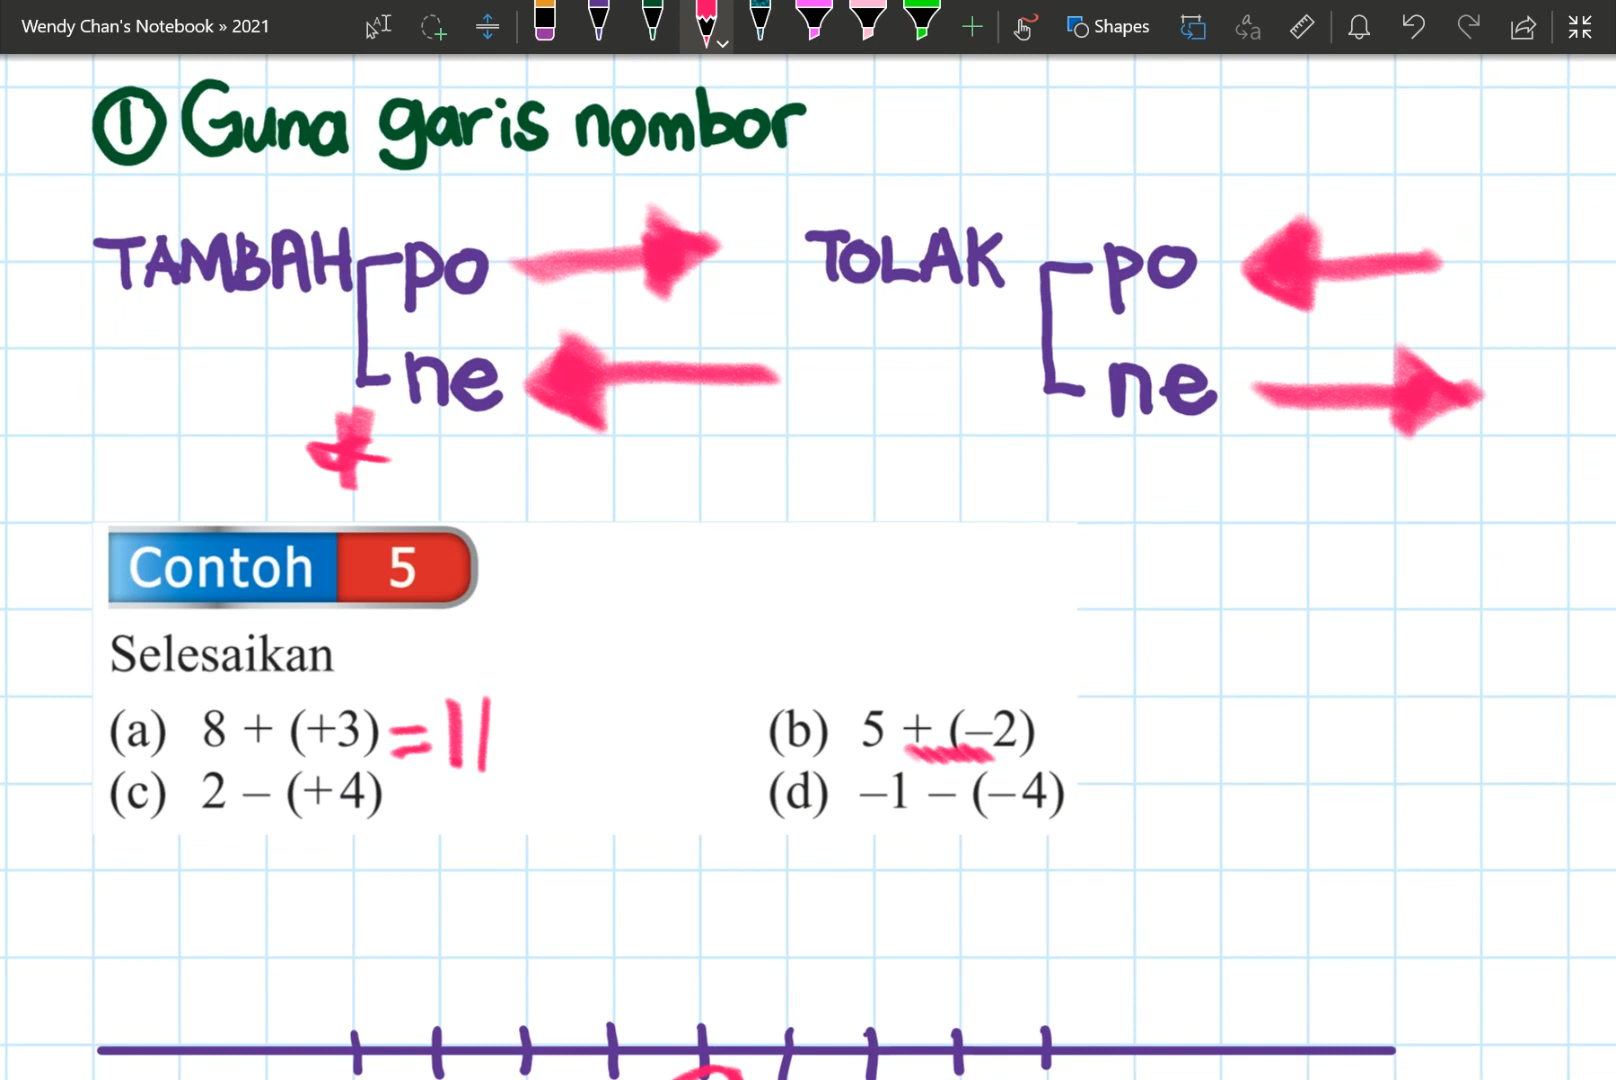 Wendy Chan's Notebook » 2021
Shapes
① Guna garis nombor
TAMBAH po
ne
TOLAK po
ne
Contoh 5
Selesaikan
(a) 8 + (+3) = 11
(b) 5 + (–2)
(c) 2 – (+4)
(d) –1 – (–4)